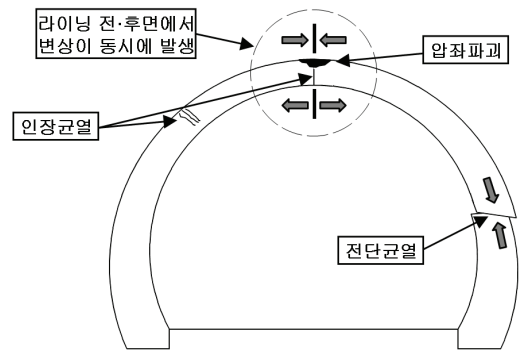 라이닝 전·후면에서
변상이 동시에 발생
압좌파괴
인장균열
전단균열